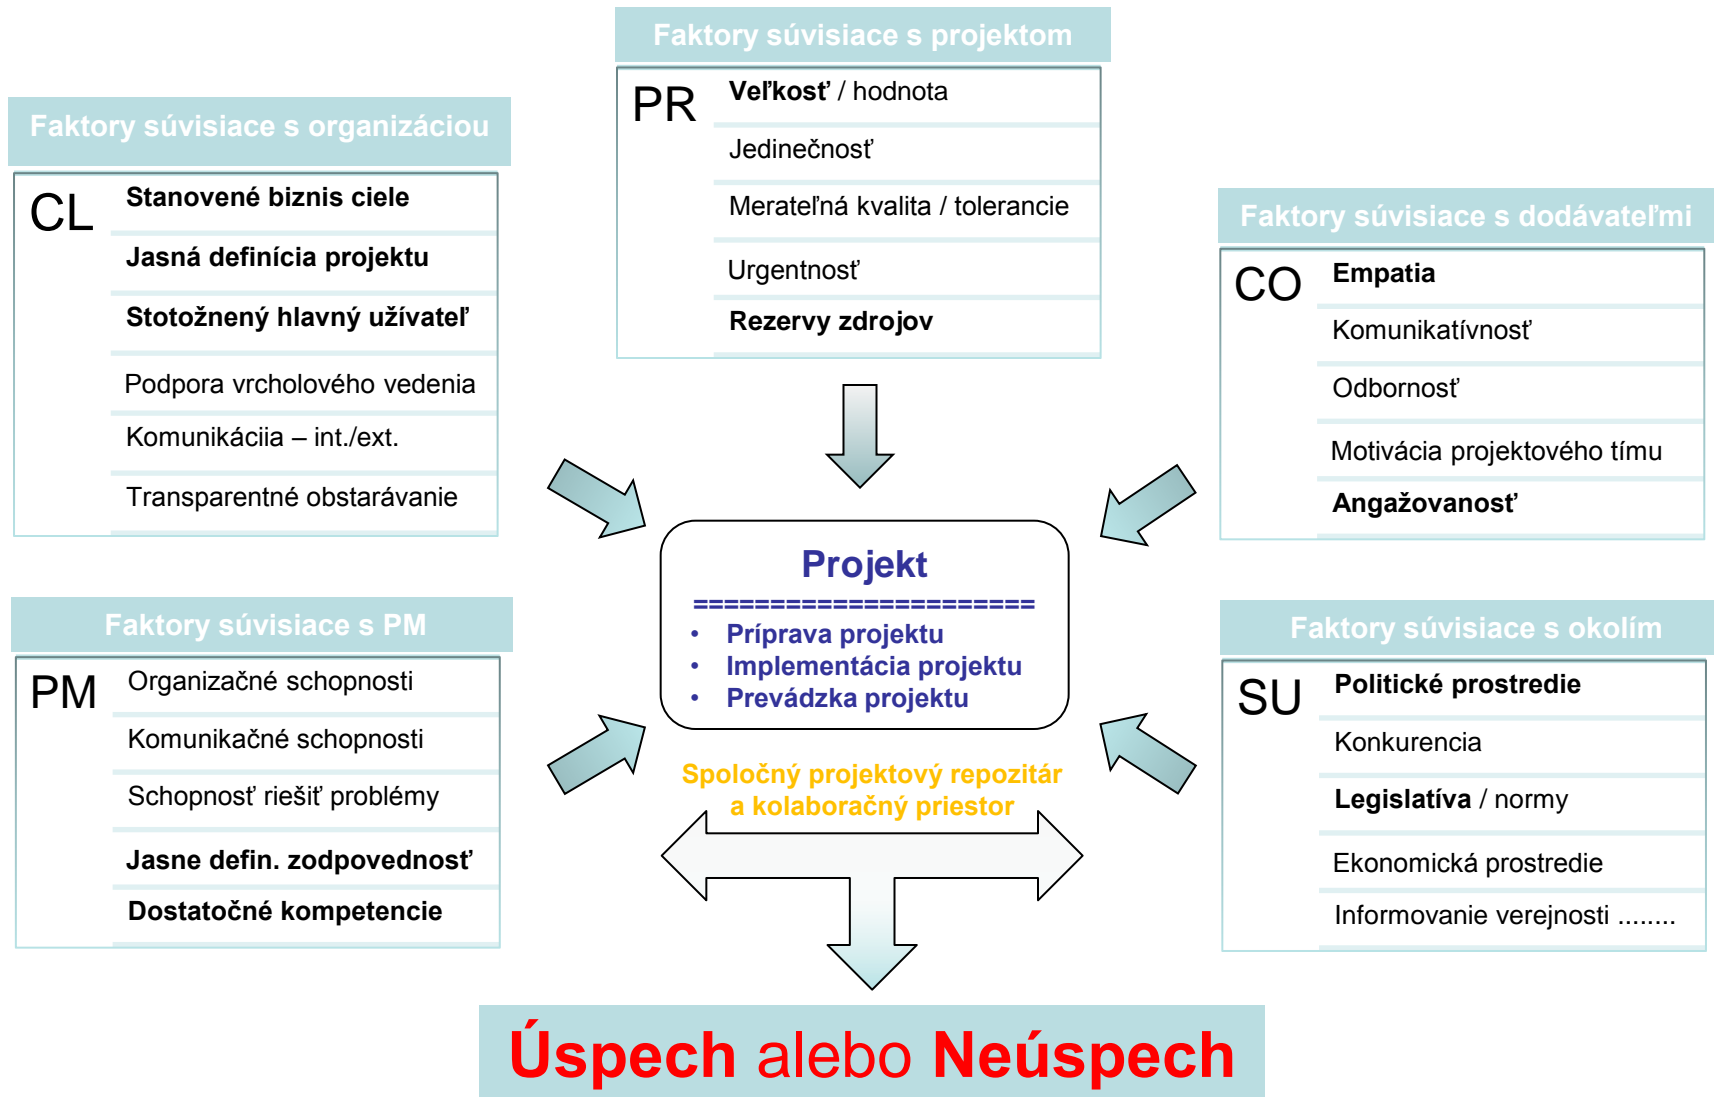 Faktory súvisiace s projektom
PR
Veľkosť / hodnota
Jedinečnosť
Merateľná kvalita / tolerancie
Urgentnosť
Rezervy zdrojov
Faktory súvisiace s organizáciou
CL
Stanovené biznis ciele
Jasná definícia projektu
Stotožnený hlavný užívateľ
Podpora vrcholového vedenia
Komunikáciia – int./ext.
Transparentné obstarávanie
Faktory súvisiace s dodávateľmi
CO
Empatia
Komunikatívnosť
Odbornosť
Motivácia projektového tímu
Angažovanosť
Projekt
======================
• Príprava projektu
• Implementácia projektu
• Prevádzka projektu
Faktory súvisiace s PM
PM
Organizačné schopnosti
Komunikačné schopnosti
Schopnosť riešiť problémy
Jasne defin. zodpovednosť
Dostatočné kompetencie
Faktory súvisiace s okolím
SU
Politické prostredie
Konkurencia
Legislatíva / normy
Ekonomická prostredie
Informovanie verejnosti ........
Spoločný projektový repozitár
a kolaboračný priestor
Úspech alebo Neúspech